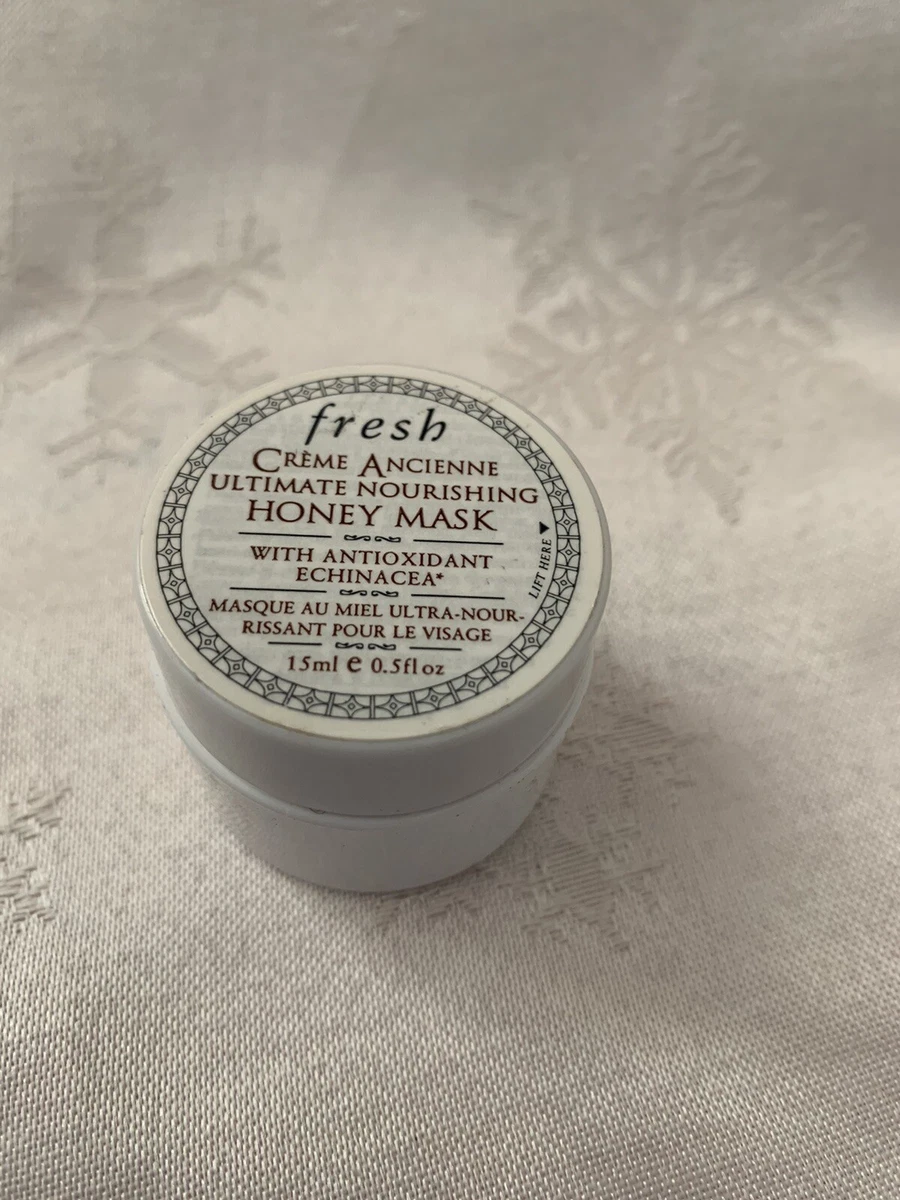 fresh
CRÈME ANCIENNE
ULTIMATE NOURISHING
HONEY MASK
WITH ANTIOXIDANT
ECHINACEA*
MASQUE AU MIEL ULTRA-NOUR-
RISSANT POUR LE VISAGE
15ml e 0.5fl oz
LIFT HERE